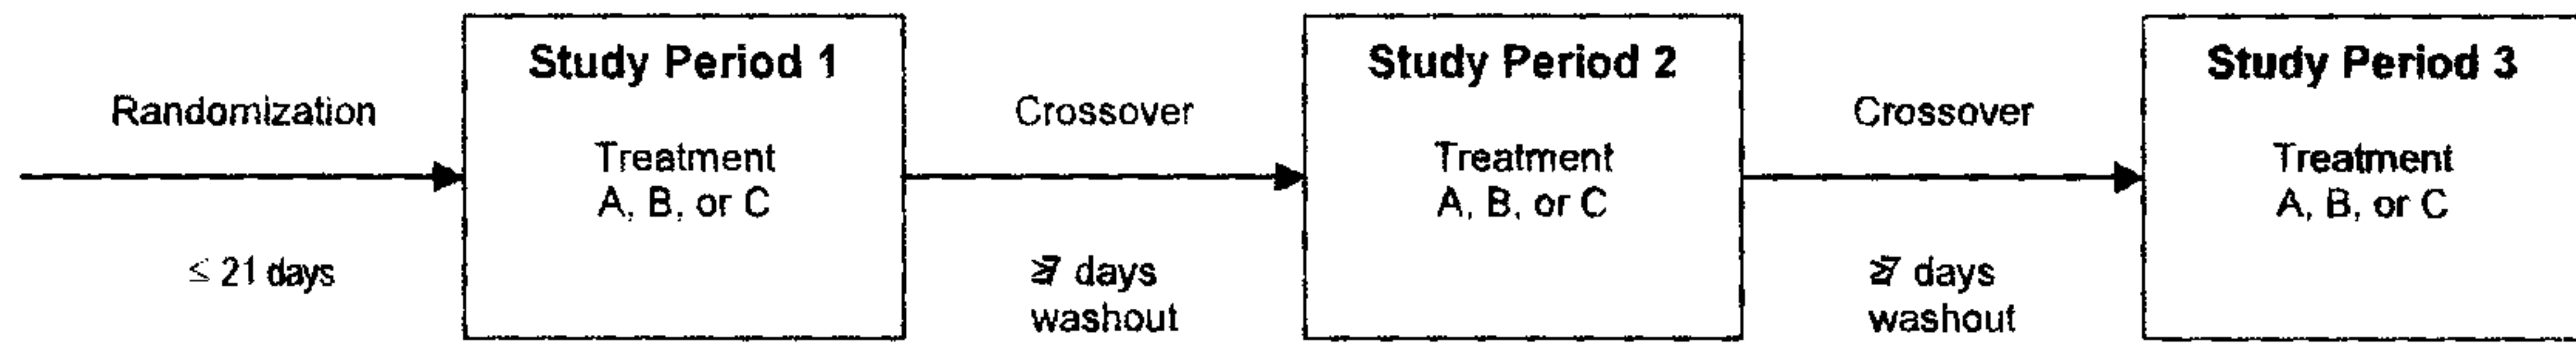 Randomization
≤ 21 days
Study Period 1
Treatment
A, B, or C
Crossover
≥7 days
washout
Study Period 2
Treatment
A, B, or C
Crossover
≥7 days
washout
Study Period 3
Treatment
A, B, or C